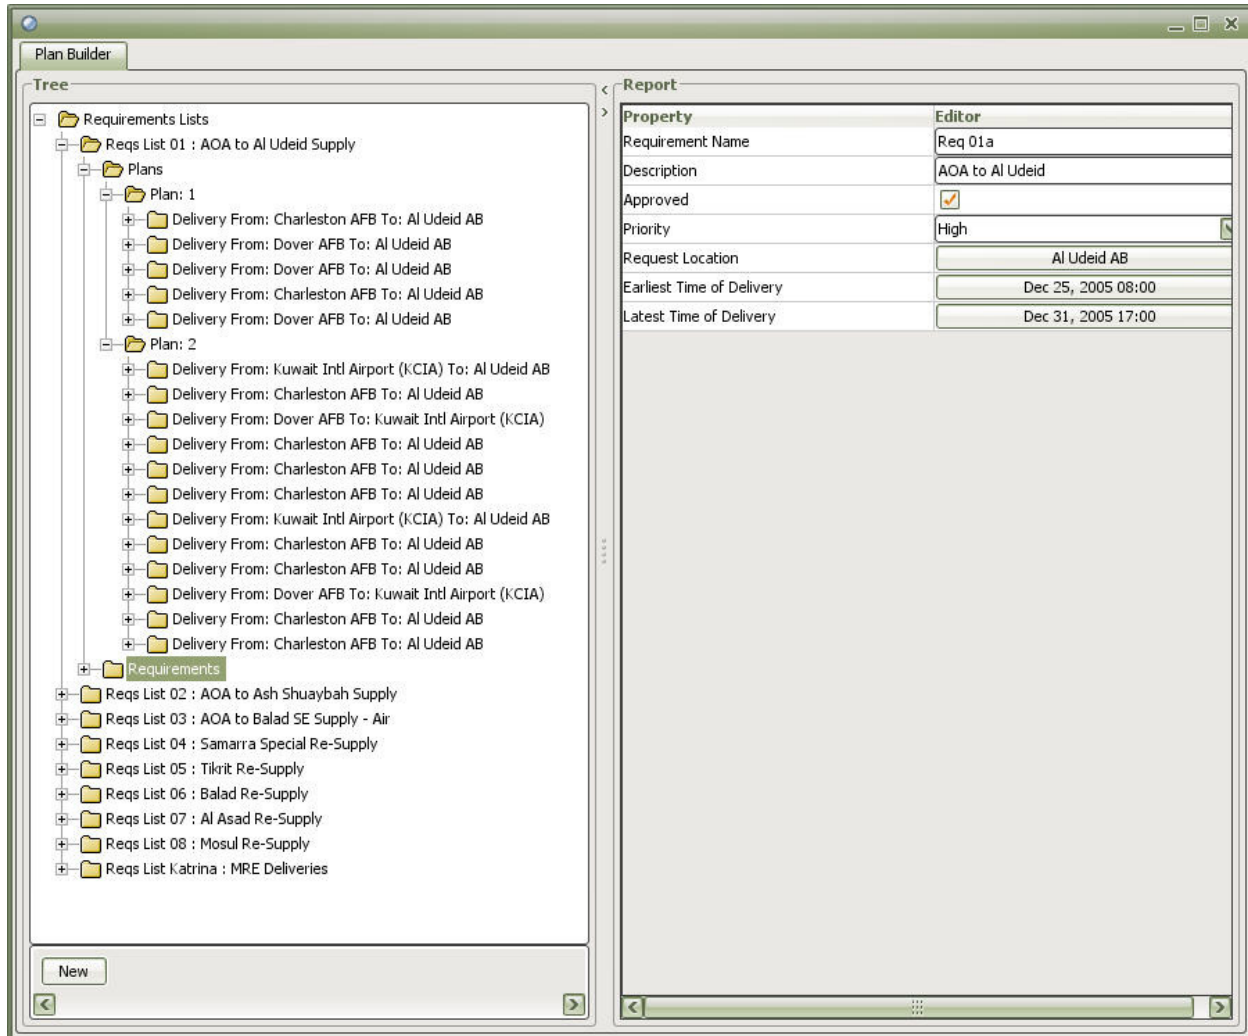 Plan Builder
Tree
Requirements Lists
Reqs List 01 : AOA to Al Udeid Supply
Plans
Plan: 1
Delivery From: Charleston AFB To: Al Udeid AB
Delivery From: Dover AFB To: Al Udeid AB
Delivery From: Dover AFB To: Al Udeid AB
Delivery From: Charleston AFB To: Al Udeid AB
Delivery From: Dover AFB To: Al Udeid AB
Plan: 2
Delivery From: Kuwait Intl Airport (KCIA) To: Al Udeid AB
Delivery From: Charleston AFB To: Al Udeid AB
Delivery From: Dover AFB To: Kuwait Intl Airport (KCIA)
Delivery From: Charleston AFB To: Al Udeid AB
Delivery From: Charleston AFB To: Al Udeid AB
Delivery From: Charleston AFB To: Al Udeid AB
Delivery From: Kuwait Intl Airport (KCIA) To: Al Udeid AB
Delivery From: Charleston AFB To: Al Udeid AB
Delivery From: Charleston AFB To: Al Udeid AB
Delivery From: Dover AFB To: Kuwait Intl Airport (KCIA)
Delivery From: Charleston AFB To: Al Udeid AB
Delivery From: Charleston AFB To: Al Udeid AB
Requirements
Reqs List 02 : AOA to Ash Shuaybah Supply
Reqs List 03 : AOA to Balad SE Supply - Air
Reqs List 04 : Samarra Special Re-Supply
Reqs List 05 : Tikrit Re-Supply
Reqs List 06 : Balad Re-Supply
Reqs List 07 : Al Asad Re-Supply
Reqs List 08 : Mosul Re-Supply
Reqs List Katrina : MRE Deliveries
New
Report
Property Editor
Requirement Name Req 01a
Description AOA to Al Udeid
Approved
Priority High
Request Location Al Udeid AB
Earliest Time of Delivery Dec 25, 2005 08:00
Latest Time of Delivery Dec 31, 2005 17:00